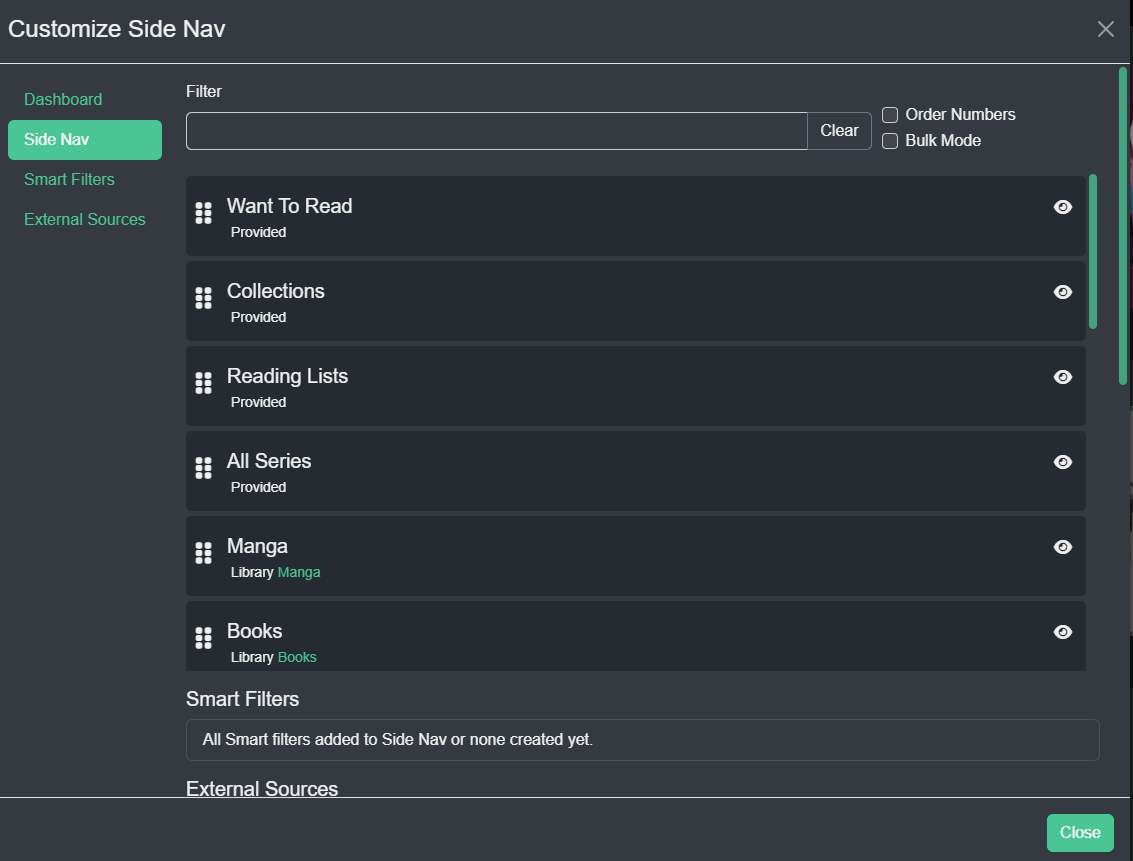 Customize Side Nav
Dashboard
Side Nav
Smart Filters
External Sources
Filter
Clear
Order Numbers
Bulk Mode
Want To Read
Provided
Collections
Provided
Reading Lists
Provided
All Series
Provided
Manga
Library Manga
Books
Library Books
Smart Filters
All Smart filters added to Side Nav or none created yet.
External Sources
Close